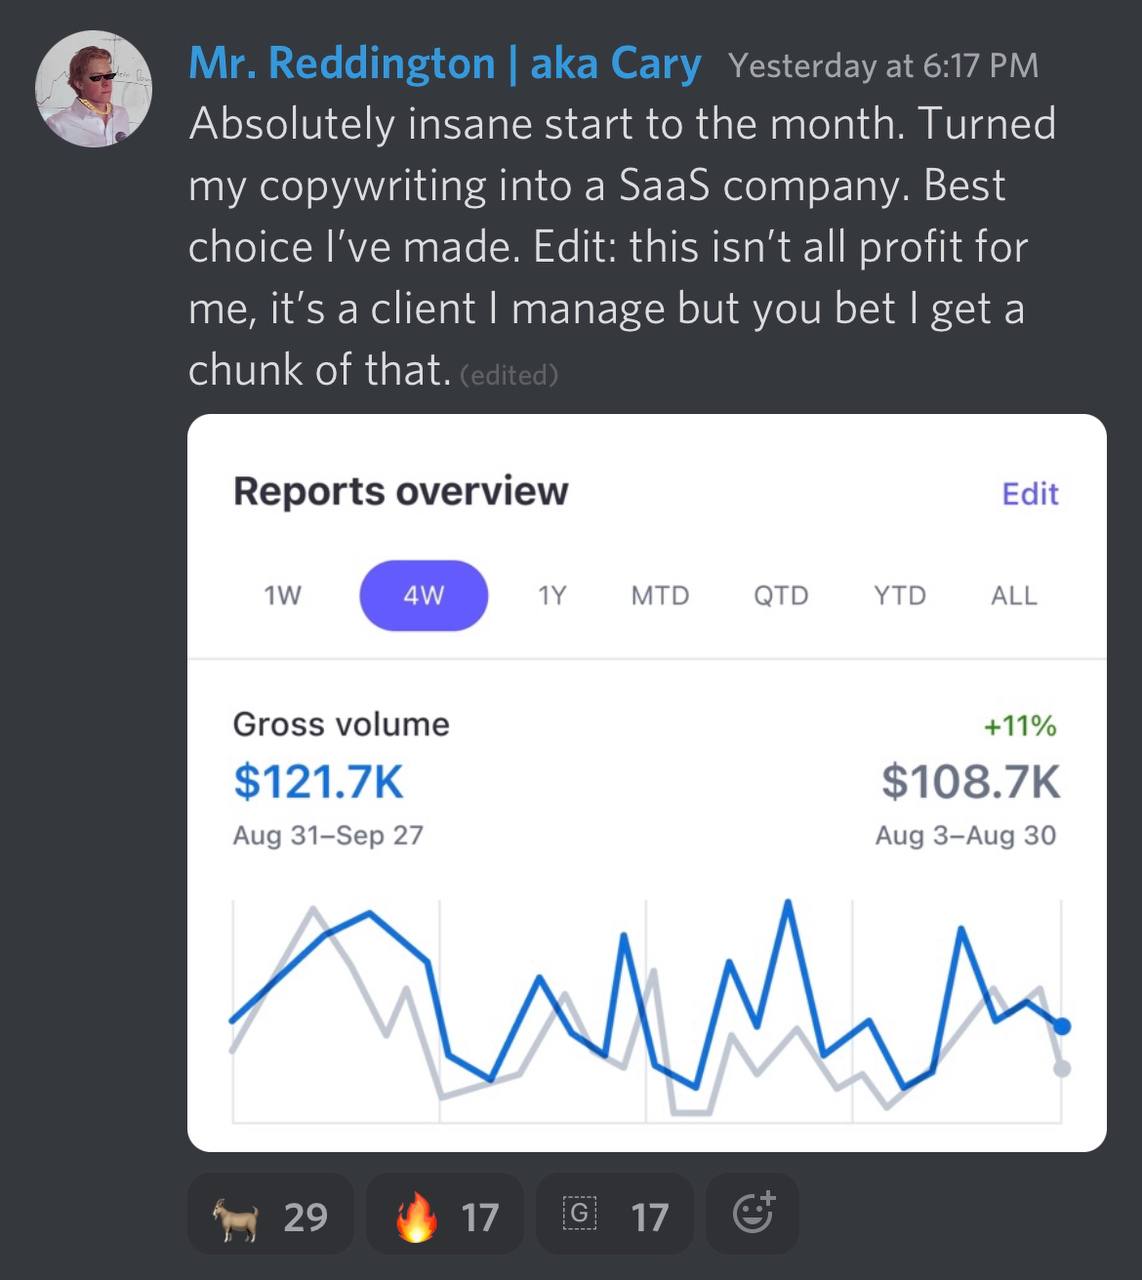 Mr. Reddington | aka Cary Yesterday at 6:17 PM
Absolutely insane start to the month. Turned
my copywriting into a SaaS company. Best
choice I’ve made. Edit: this isn’t all profit for
me, it’s a client I manage but you bet I get a
chunk of that. (edited)
Reports overview Edit
1W 4W 1Y MTD QTD YTD ALL
Gross volume +11%
$121.7K $108.7K
Aug 31–Sep 27 Aug 3–Aug 30
29 17 G 17